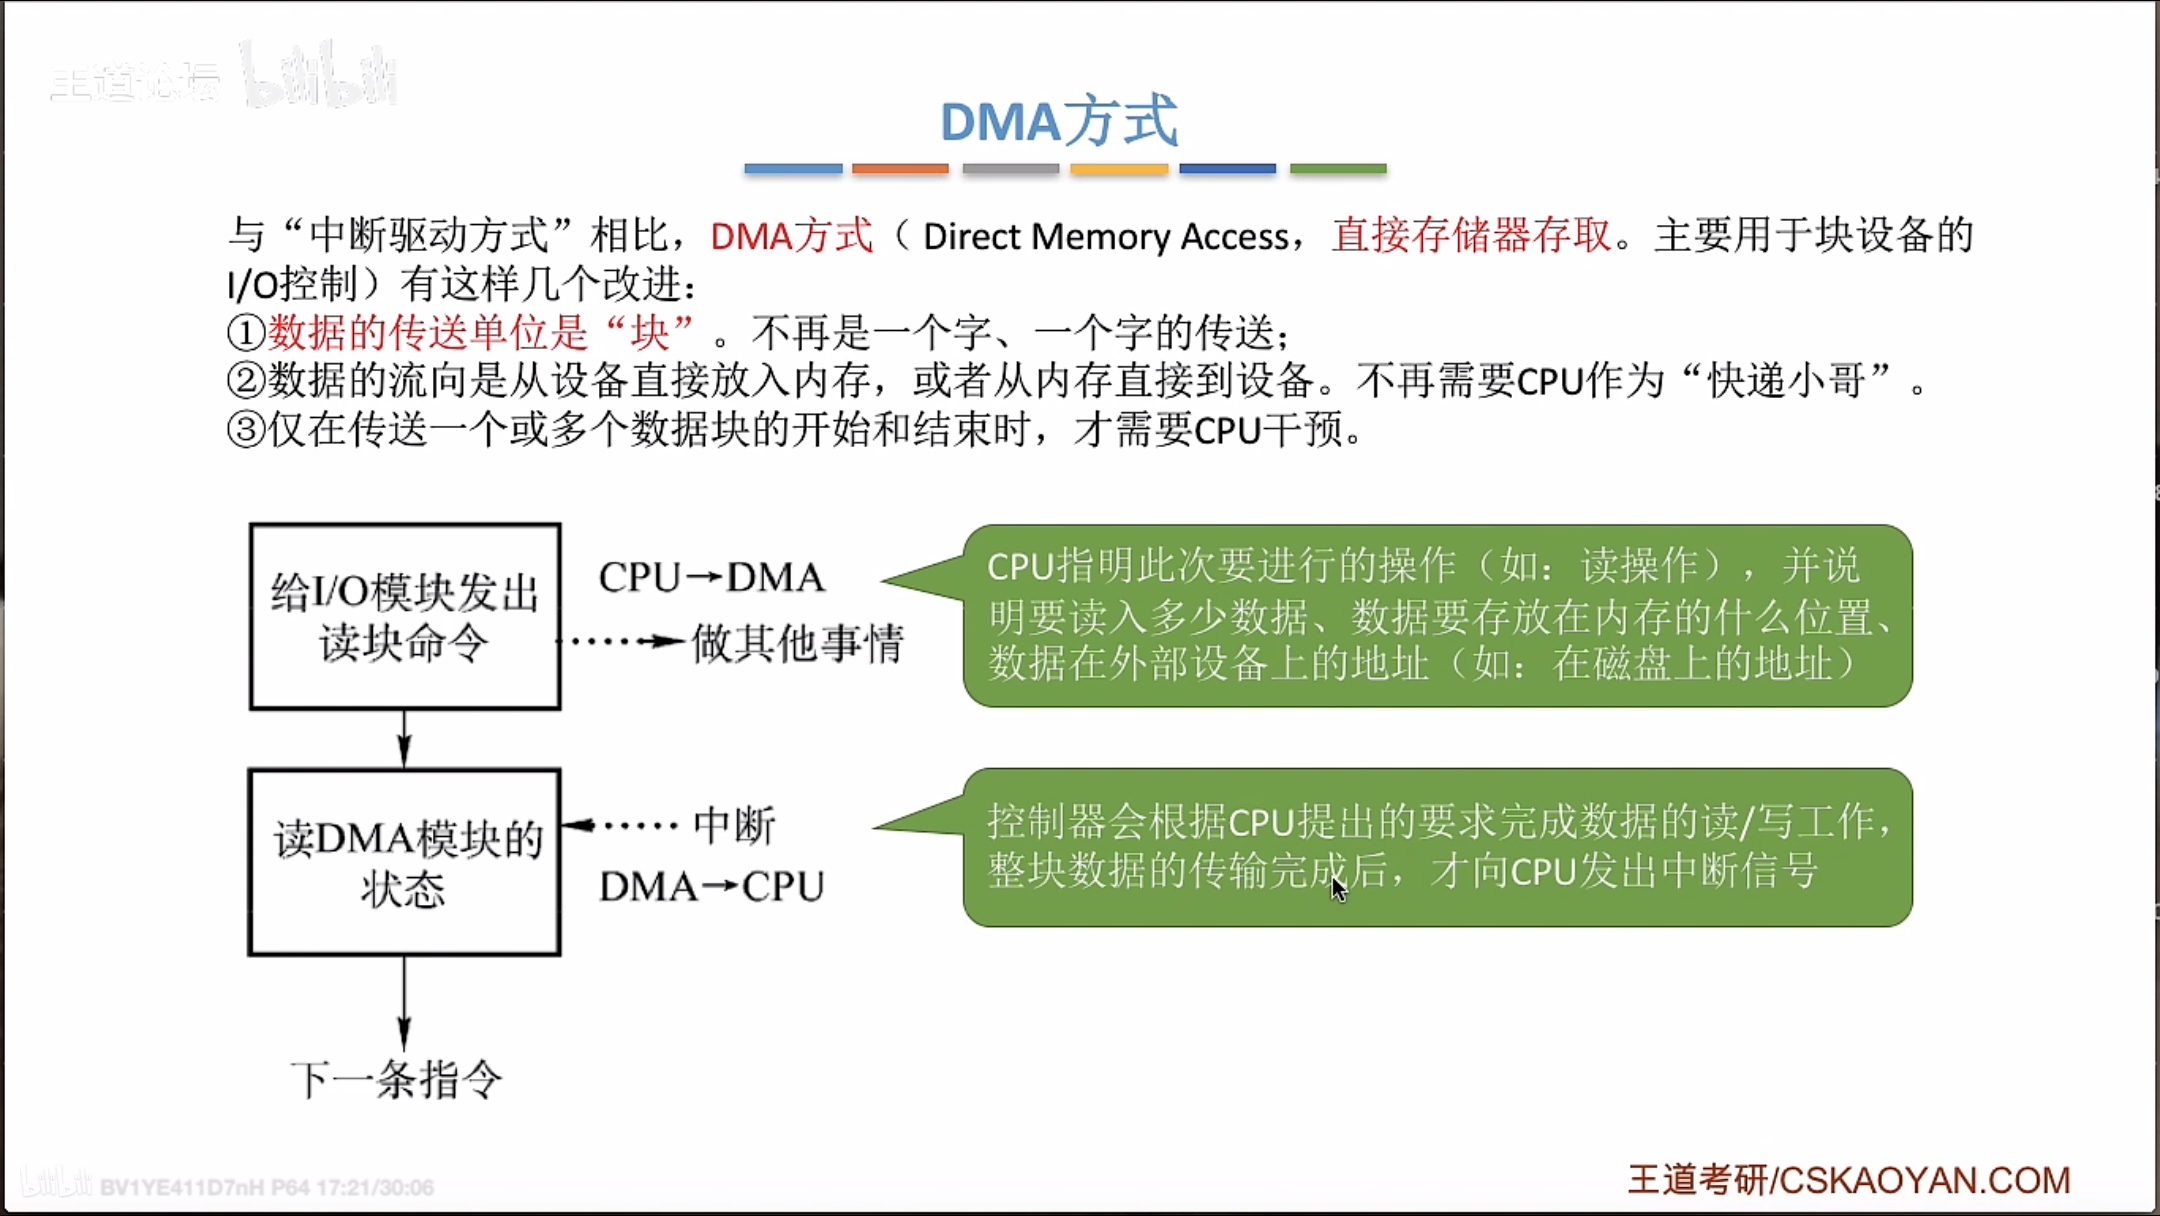 王道论坛 bilibili
DMA方式
与“中断驱动方式”相比，DMA方式（ Direct Memory Access，直接存储器存取。主要用于块设备的
I/O控制）有这样几个改进：
①数据的传送单位是“块”。不再是一个字、一个字的传送；
②数据的流向是从设备直接放入内存，或者从内存直接到设备。不再需要CPU作为“快递小哥”。
③仅在传送一个或多个数据块的开始和结束时，才需要CPU干预。
给I/O模块发出
读块命令
CPU→DMA
做其他事情
CPU指明此次要进行的操作（如：读操作），并说
明要读入多少数据、数据要存放在内存的什么位置、
数据在外部设备上的地址（如：在磁盘上的地址）
读DMA模块的
状态
中断
DMA→CPU
控制器会根据CPU提出的要求完成数据的读/写工作，
整块数据的传输完成后，才向CPU发出中断信号
下一条指令
bilibili BV1YE411D7nH P64 17:21/30:06
王道考研/CSKAOYAN.COM